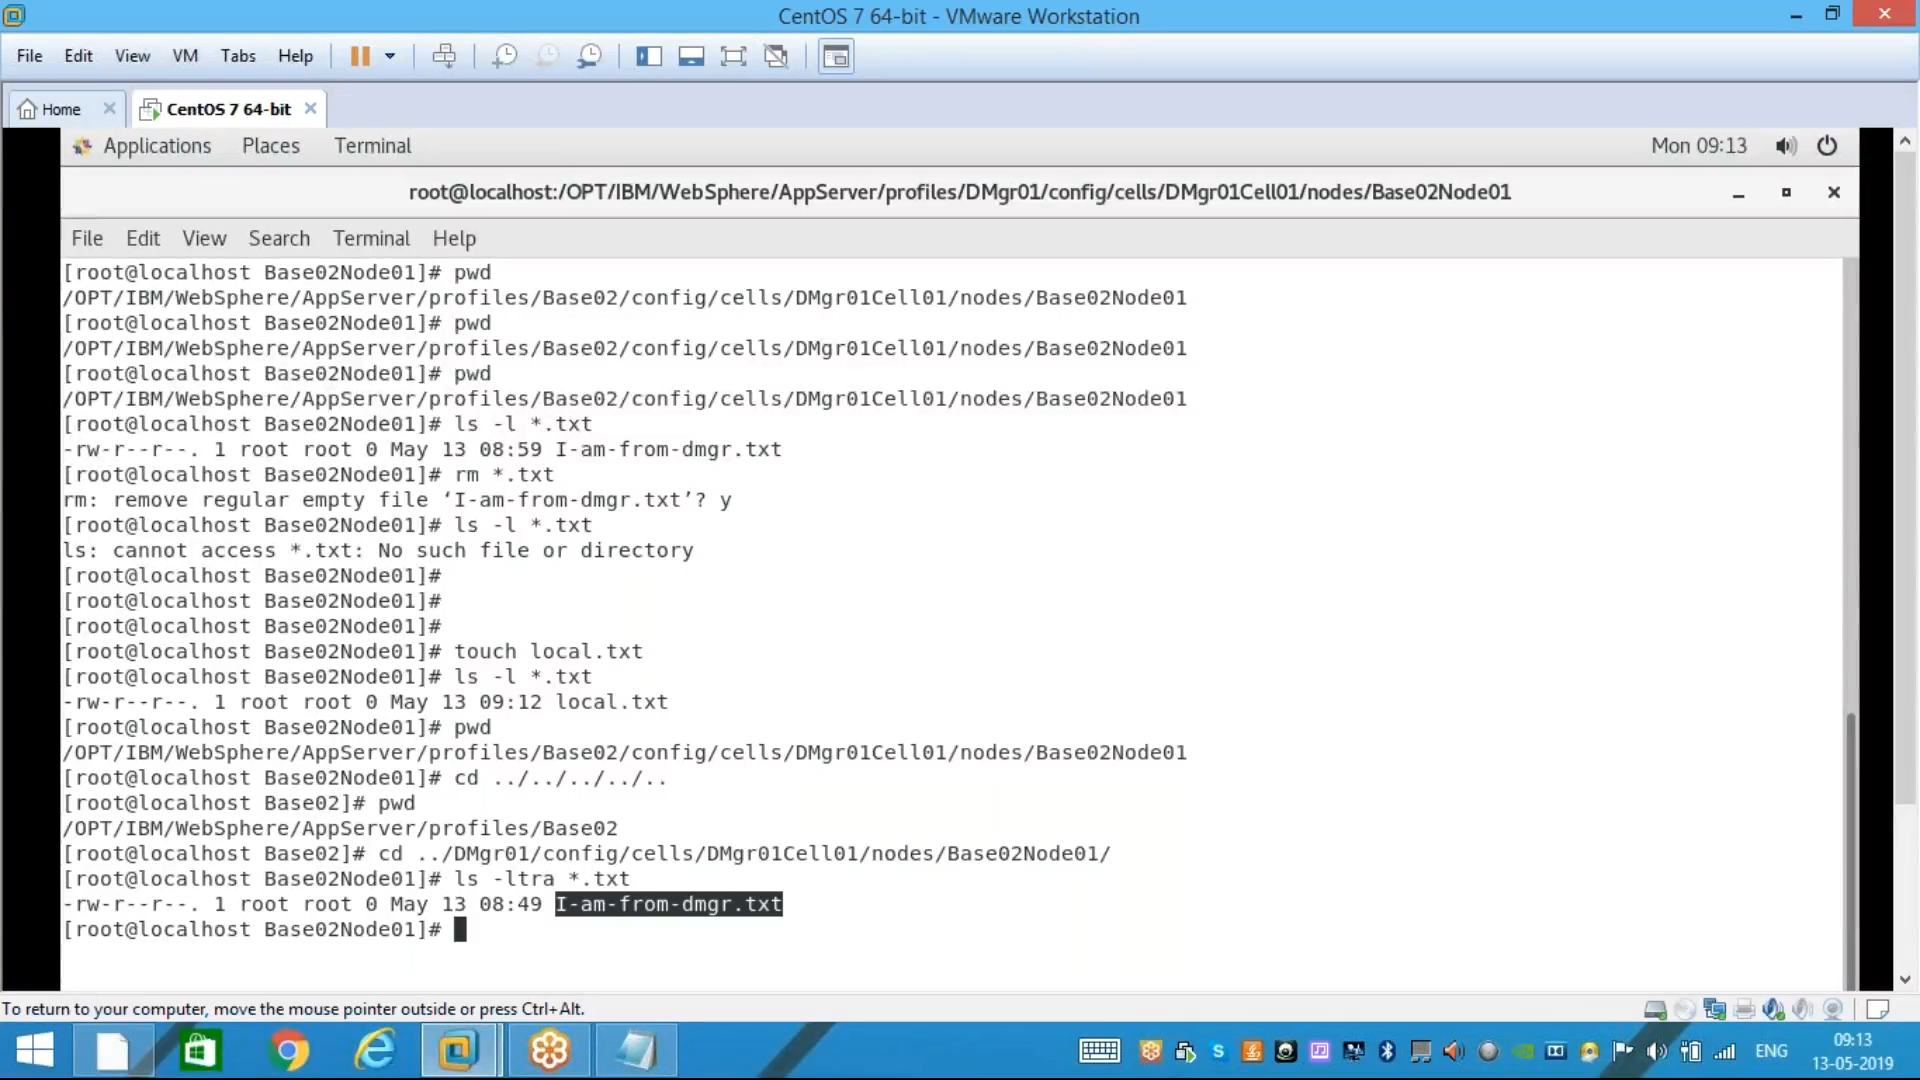 CentOS 7 64-bit - VMware Workstation
File Edit View VM Tabs Help
Home CentOS 7 64-bit
Applications Places Terminal Mon 09:13
root@localhost:/OPT/IBM/WebSphere/AppServer/profiles/DMgr01/config/cells/DMgr01Cell01/nodes/Base02Node01
File Edit View Search Terminal Help
[root@localhost Base02Node01]# pwd
/OPT/IBM/WebSphere/AppServer/profiles/Base02/config/cells/DMgr01Cell01/nodes/Base02Node01
[root@localhost Base02Node01]# pwd
/OPT/IBM/WebSphere/AppServer/profiles/Base02/config/cells/DMgr01Cell01/nodes/Base02Node01
[root@localhost Base02Node01]# pwd
/OPT/IBM/WebSphere/AppServer/profiles/Base02/config/cells/DMgr01Cell01/nodes/Base02Node01
[root@localhost Base02Node01]# ls -l *.txt
-rw-r--r--. 1 root root 0 May 13 08:59 I-am-from-dmgr.txt
[root@localhost Base02Node01]# rm *.txt
rm: remove regular empty file ‘I-am-from-dmgr.txt’? y
[root@localhost Base02Node01]# ls -l *.txt
ls: cannot access *.txt: No such file or directory
[root@localhost Base02Node01]#
[root@localhost Base02Node01]#
[root@localhost Base02Node01]#
[root@localhost Base02Node01]# touch local.txt
[root@localhost Base02Node01]# ls -l *.txt
-rw-r--r--. 1 root root 0 May 13 09:12 local.txt
[root@localhost Base02Node01]# pwd
/OPT/IBM/WebSphere/AppServer/profiles/Base02/config/cells/DMgr01Cell01/nodes/Base02Node01
[root@localhost Base02Node01]# cd ../../../../..
[root@localhost Base02]# pwd
/OPT/IBM/WebSphere/AppServer/profiles/Base02
[root@localhost Base02]# cd ../DMgr01/config/cells/DMgr01Cell01/nodes/Base02Node01/
[root@localhost Base02Node01]# ls -ltra *.txt
-rw-r--r--. 1 root root 0 May 13 08:49 I-am-from-dmgr.txt
[root@localhost Base02Node01]#
To return to your computer, move the mouse pointer outside or press Ctrl+Alt.
ENG
09:13
13-05-2019